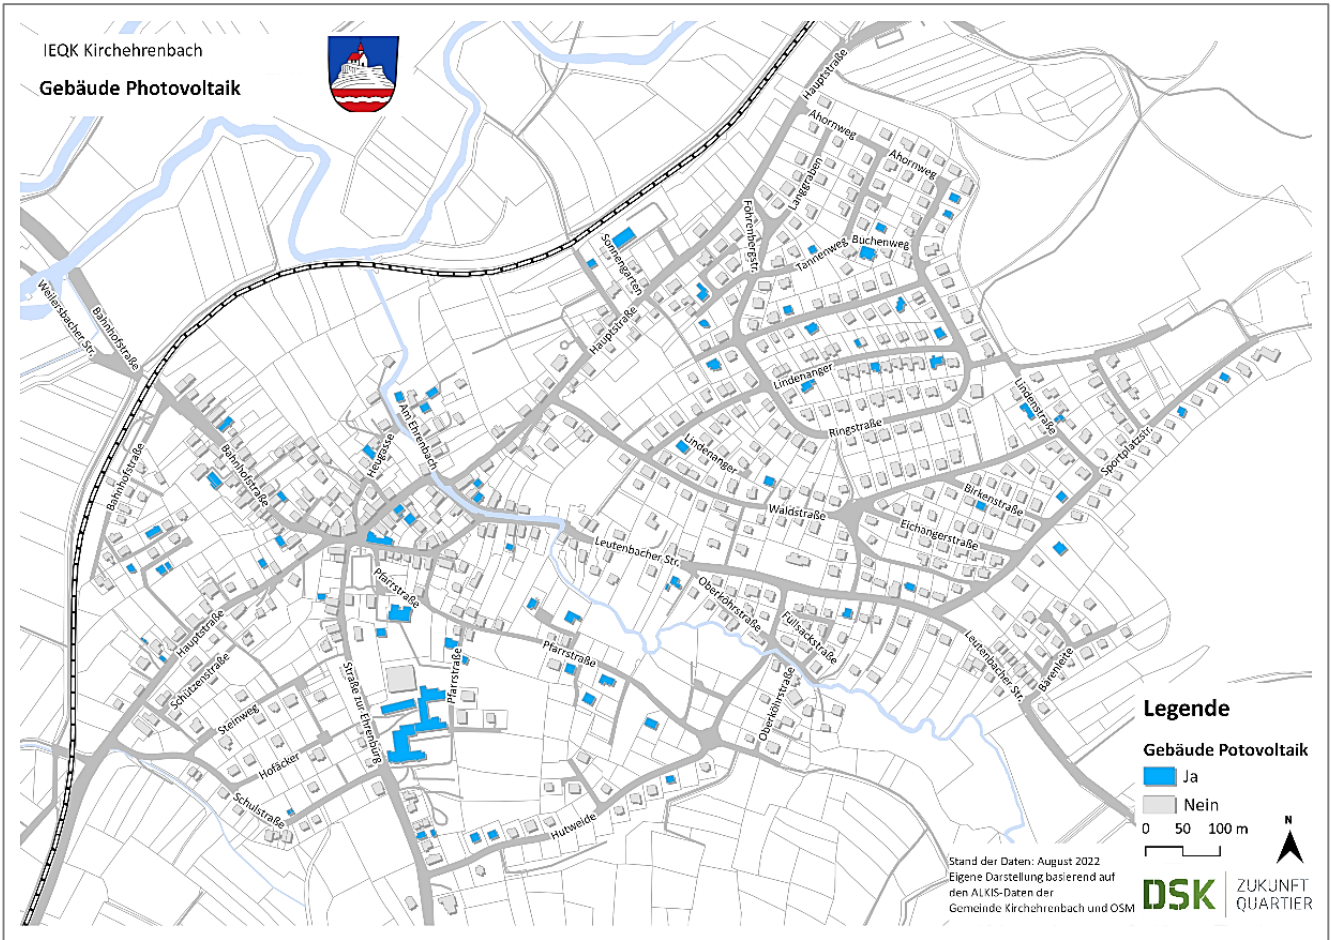 IEQK Kirchehrenbach
Gebäude Photovoltaik
Hauptstraße
Ahornweg
Ahornweg
Langgraben
Föhrenbergstr.
Buchenweg
Tannenweg
Sonnengarten
Hauptstraße
Weilersbacher Str.
Bahnhofstraße
Lindenanger
Lindenstraße
Ringstraße
Am Ehrenbach
Heugasse
Bahnhofstraße
Bahnhofstraße
Lindenanger
Sportplatzstr.
Birkenstraße
Waldstraße
Eichangerstraße
Leutenbacher Str.
Oberköhrstraße
Füllsackstraße
Pfarrstraße
Pfarrstraße
Pfarrstraße
Hauptstraße
Schützenstraße
Steinweg
Hofäcker
Schulstraße
Straße zur Ehrenbürg
Oberköhrstraße
Leutenbacher Str.
Bärenleite
Hutweide
Legende
Gebäude Potovoltaik
Ja
Nein
0 50 100 m
N
Stand der Daten: August 2022
Eigene Darstellung basierend auf
den ALKIS-Daten der
Gemeinde Kirchehrenbach und OSM
DSK
ZUKUNFT
QUARTIER